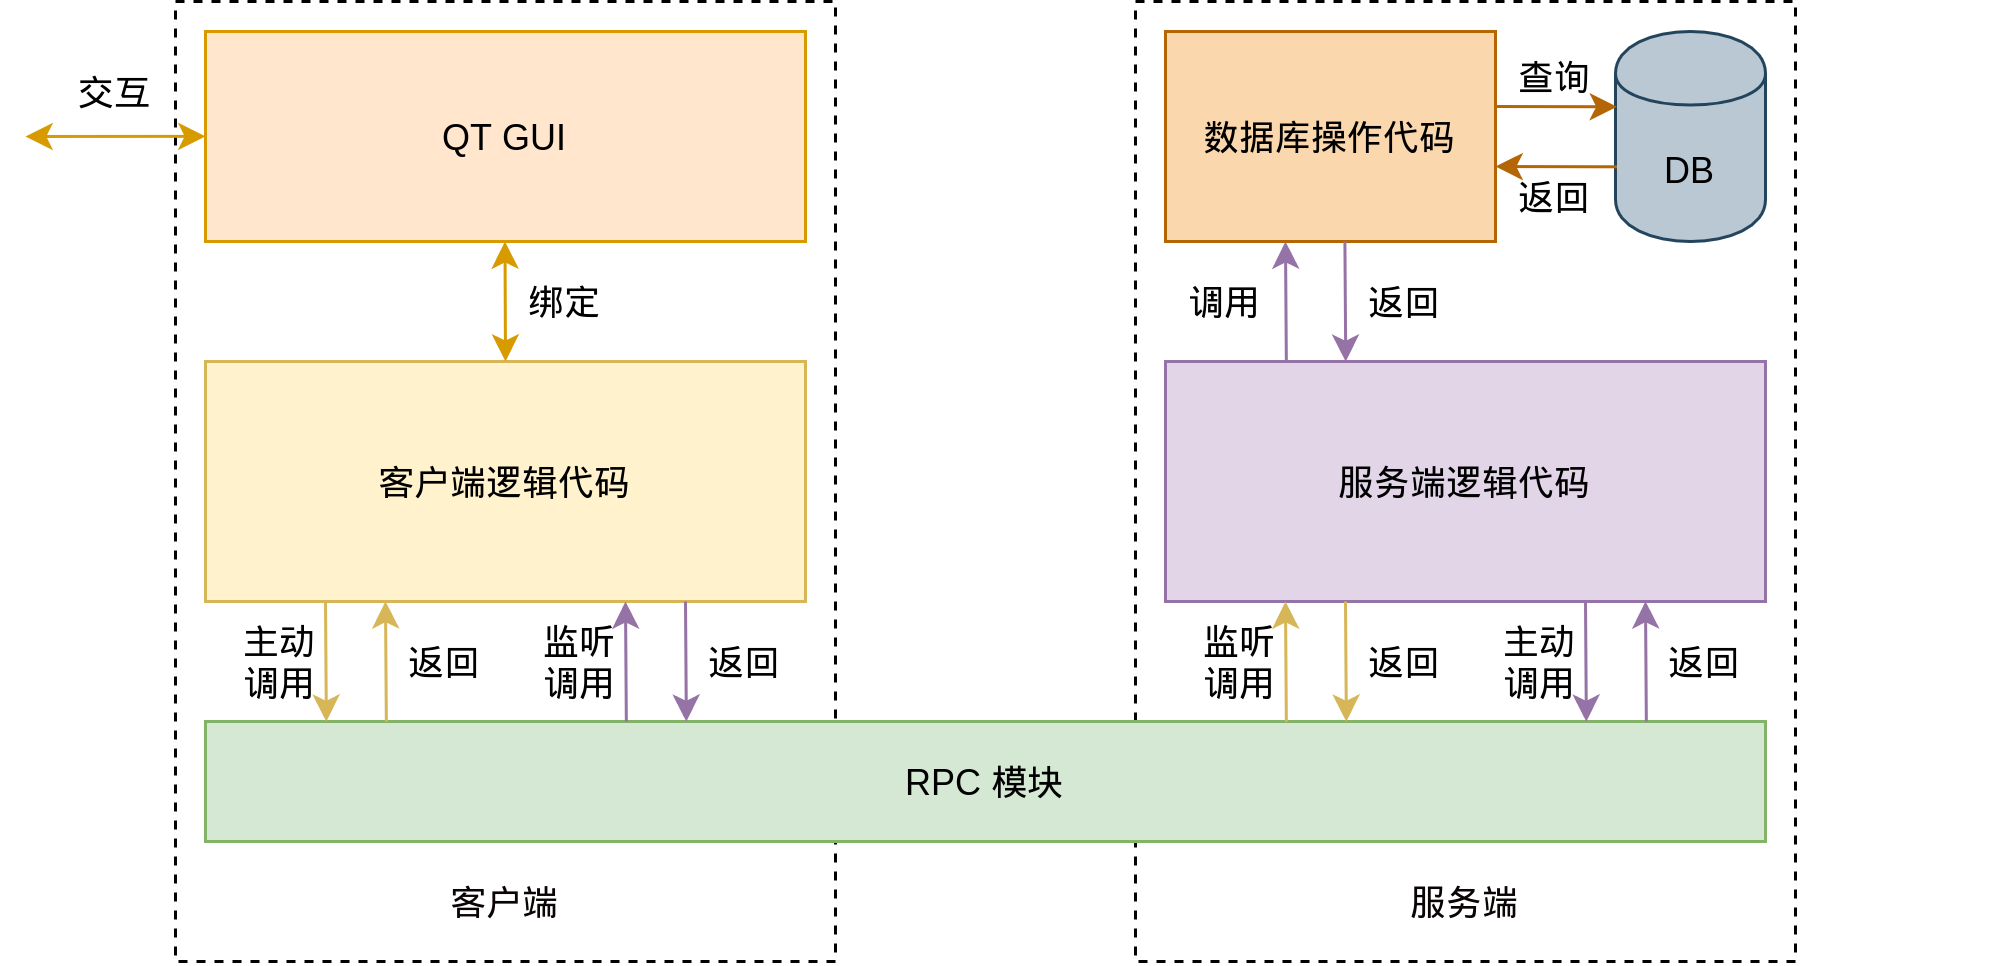 交互
QT GUI
绑定
客户端逻辑代码
主动
调用
返回
监听
调用
返回
数据库操作代码
查询
返回
DB
调用
返回
服务端逻辑代码
监听
调用
返回
主动
调用
返回
RPC 模块
客户端
服务端